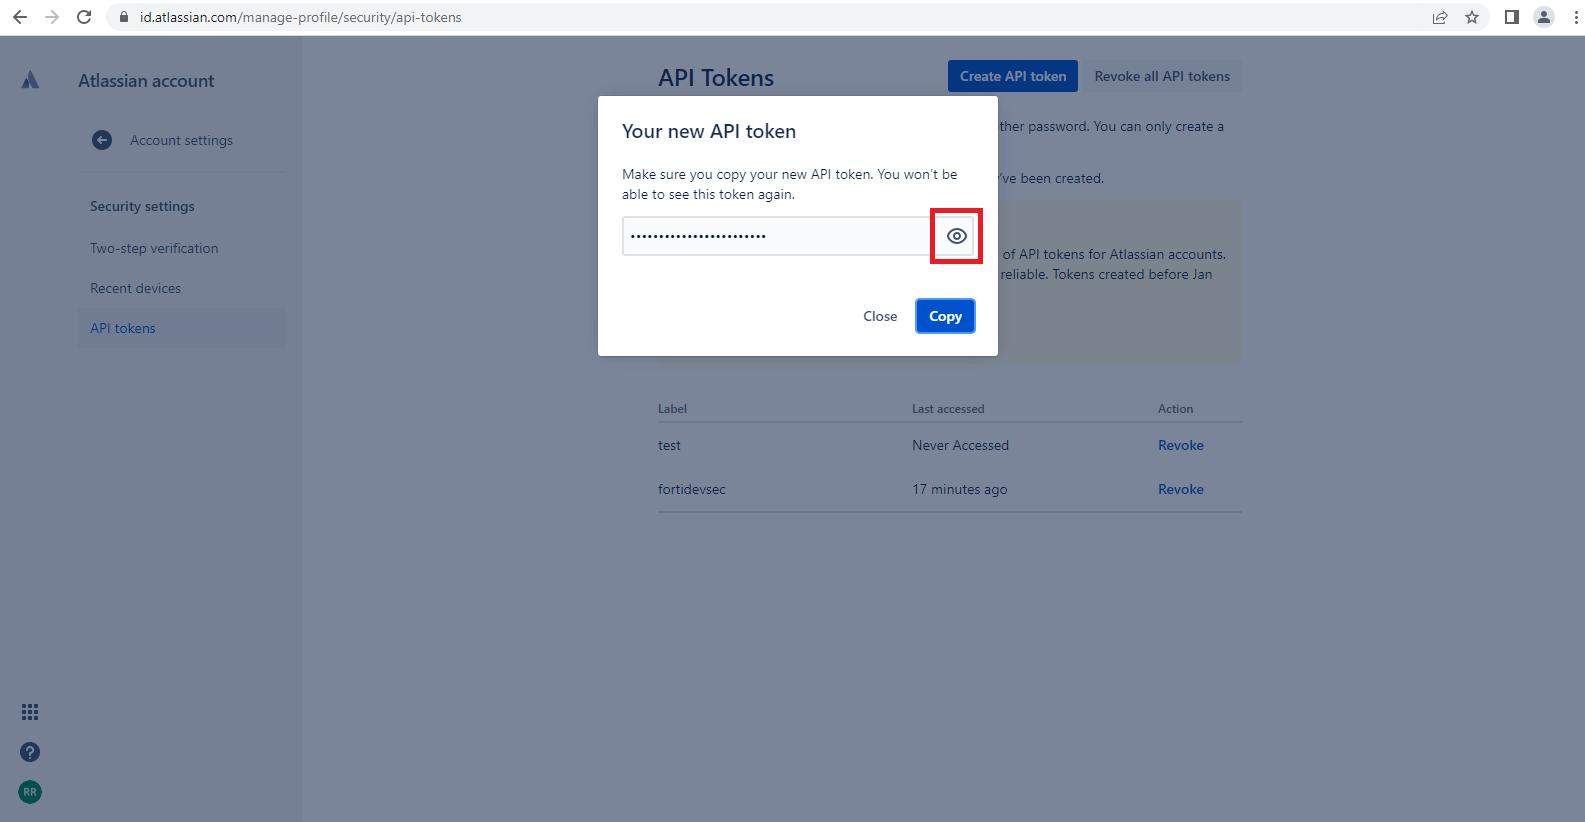 id.atlassian.com/manage-profile/security/api-tokens
Atlassian account
Account settings
Security settings
Two-step verification
Recent devices
API tokens
RR
API Tokens
Create API token
Revoke all API tokens
ther password. You can only create a
've been created.
of API tokens for Atlassian accounts.
reliable. Tokens created before Jan
Your new API token
Make sure you copy your new API token. You won't be
able to see this token again.
••••••••••••••••••••••••
Close
Copy
Label Last accessed Action
test Never Accessed Revoke
fortidevsec 17 minutes ago Revoke